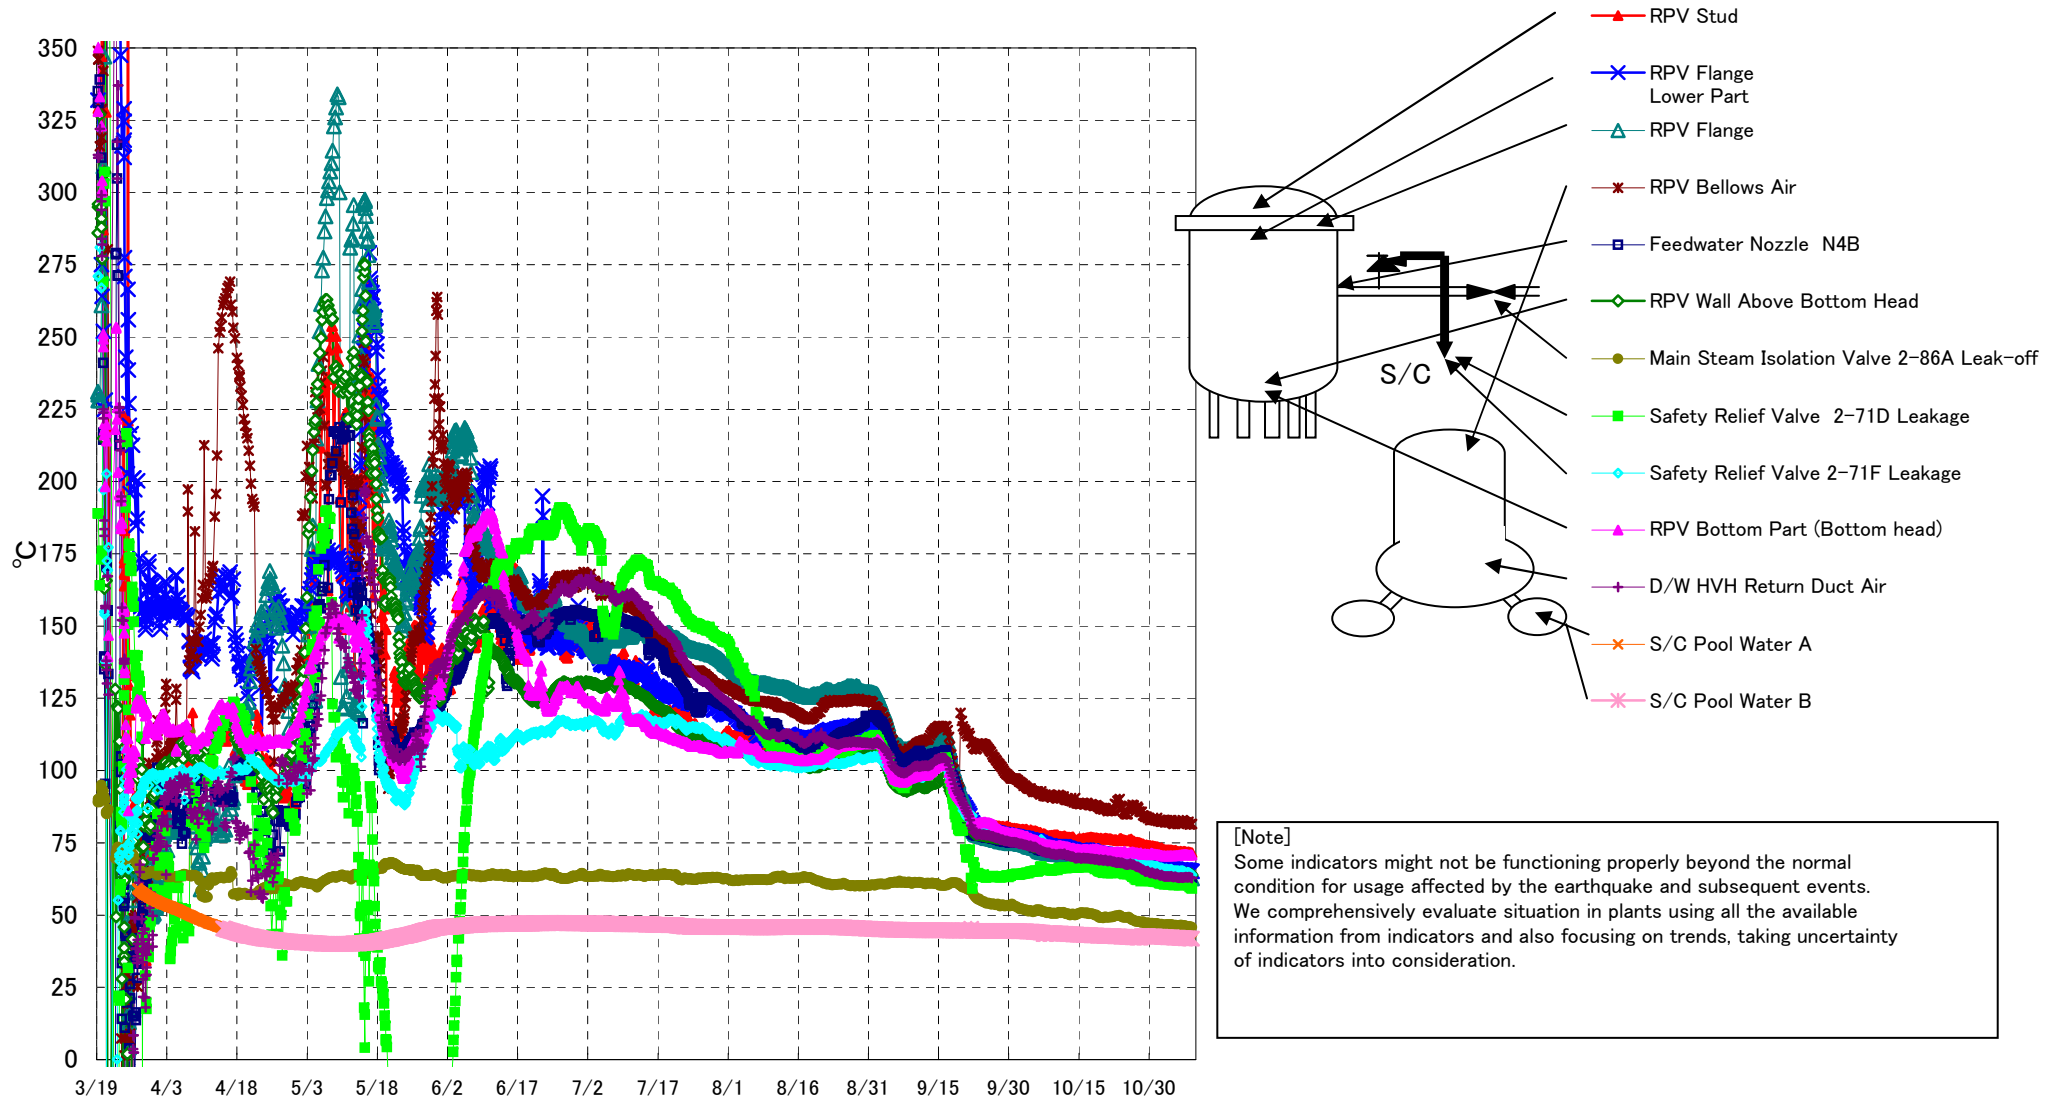 °C
350
325
300
275
250
225
200
175
150
125
100
75
50
25
0
3/19 4/3 4/18 5/3 5/18 6/2 6/17 7/2 7/17 8/1 8/16 8/31 9/15 9/30 10/15 10/30
RPV Stud
RPV Flange
Lower Part
RPV Flange
RPV Bellows Air
Feedwater Nozzle N4B
RPV Wall Above Bottom Head
Main Steam Isolation Valve 2-86A Leak-off
Safety Relief Valve 2-71D Leakage
Safety Relief Valve 2-71F Leakage
RPV Bottom Part (Bottom head)
D/W HVH Return Duct Air
S/C Pool Water A
S/C Pool Water B
S/C
[Note]
Some indicators might not be functioning properly beyond the normal
condition for usage affected by the earthquake and subsequent events.
We comprehensively evaluate situation in plants using all the available
information from indicators and also focusing on trends, taking uncertainty
of indicators into consideration.